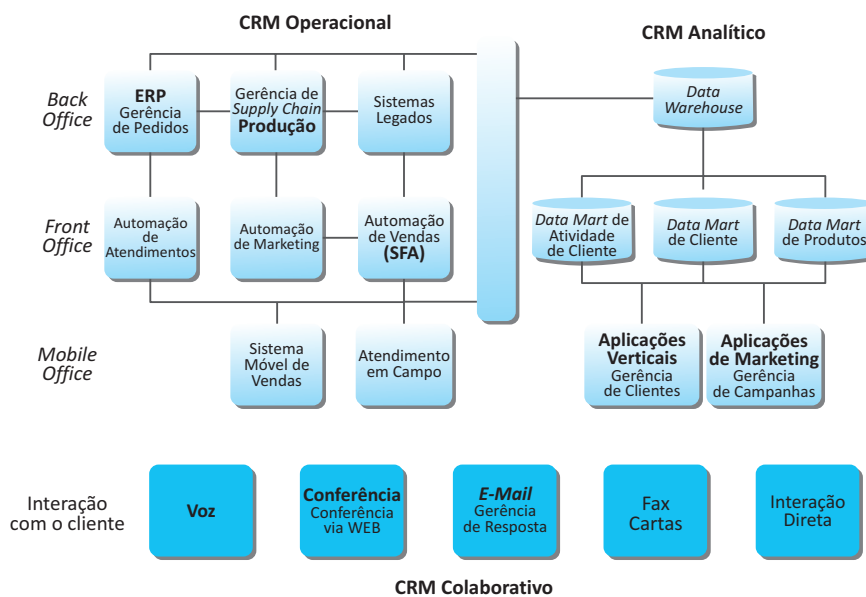 CRM Operacional
CRM Analítico
Back
Office
ERP
Gerência
de Pedidos
Gerência de
Supply Chain
Produção
Sistemas
Legados
Data
Warehouse
Front
Office
Automação
de
Atendimentos
Automação
de Marketing
Automação
de Vendas
(SFA)
Data Mart de
Atividade
de Cliente
Data Mart
de Cliente
Data Mart
de Produtos
Mobile
Office
Sistema
Móvel de
Vendas
Atendimento
em Campo
Aplicações
Verticais
Gerência
de Clientes
Aplicações
de Marketing
Gerência
de Campanhas
Interação
com o cliente
Voz
Conferência
Conferência
via WEB
E-Mail
Gerência
de Resposta
Fax
Cartas
Interação
Direta
CRM Colaborativo